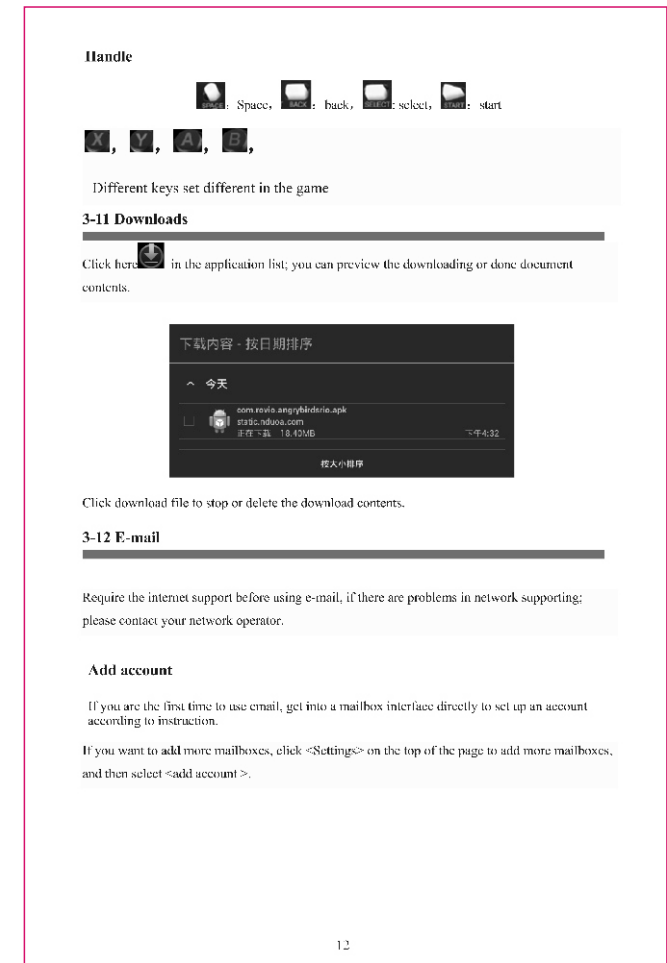 Handle
SPACE: Space, BACK: back, SELECT: select, START: start
X, Y, A, B,
Different keys set different in the game
3-11 Downloads
Click here in the application list; you can preview the downloading or done document
contents.
下载内容 - 按日期排序
今天
com.rovio.angrybirdsrio.apk
static.nduoa.com
正在下载 18.40MB 下午4:32
按大小排序
Click download file to stop or delete the download contents.
3-12 E-mail
Require the internet support before using e-mail, if there are problems in network supporting;
please contact your network operator.
Add account
If you are the first time to use email, get into a mailbox interface directly to set up an account
according to instruction.
If you want to add more mailboxes, click <Settings> on the top of the page to add more mailboxes,
and then select <add account >.
12